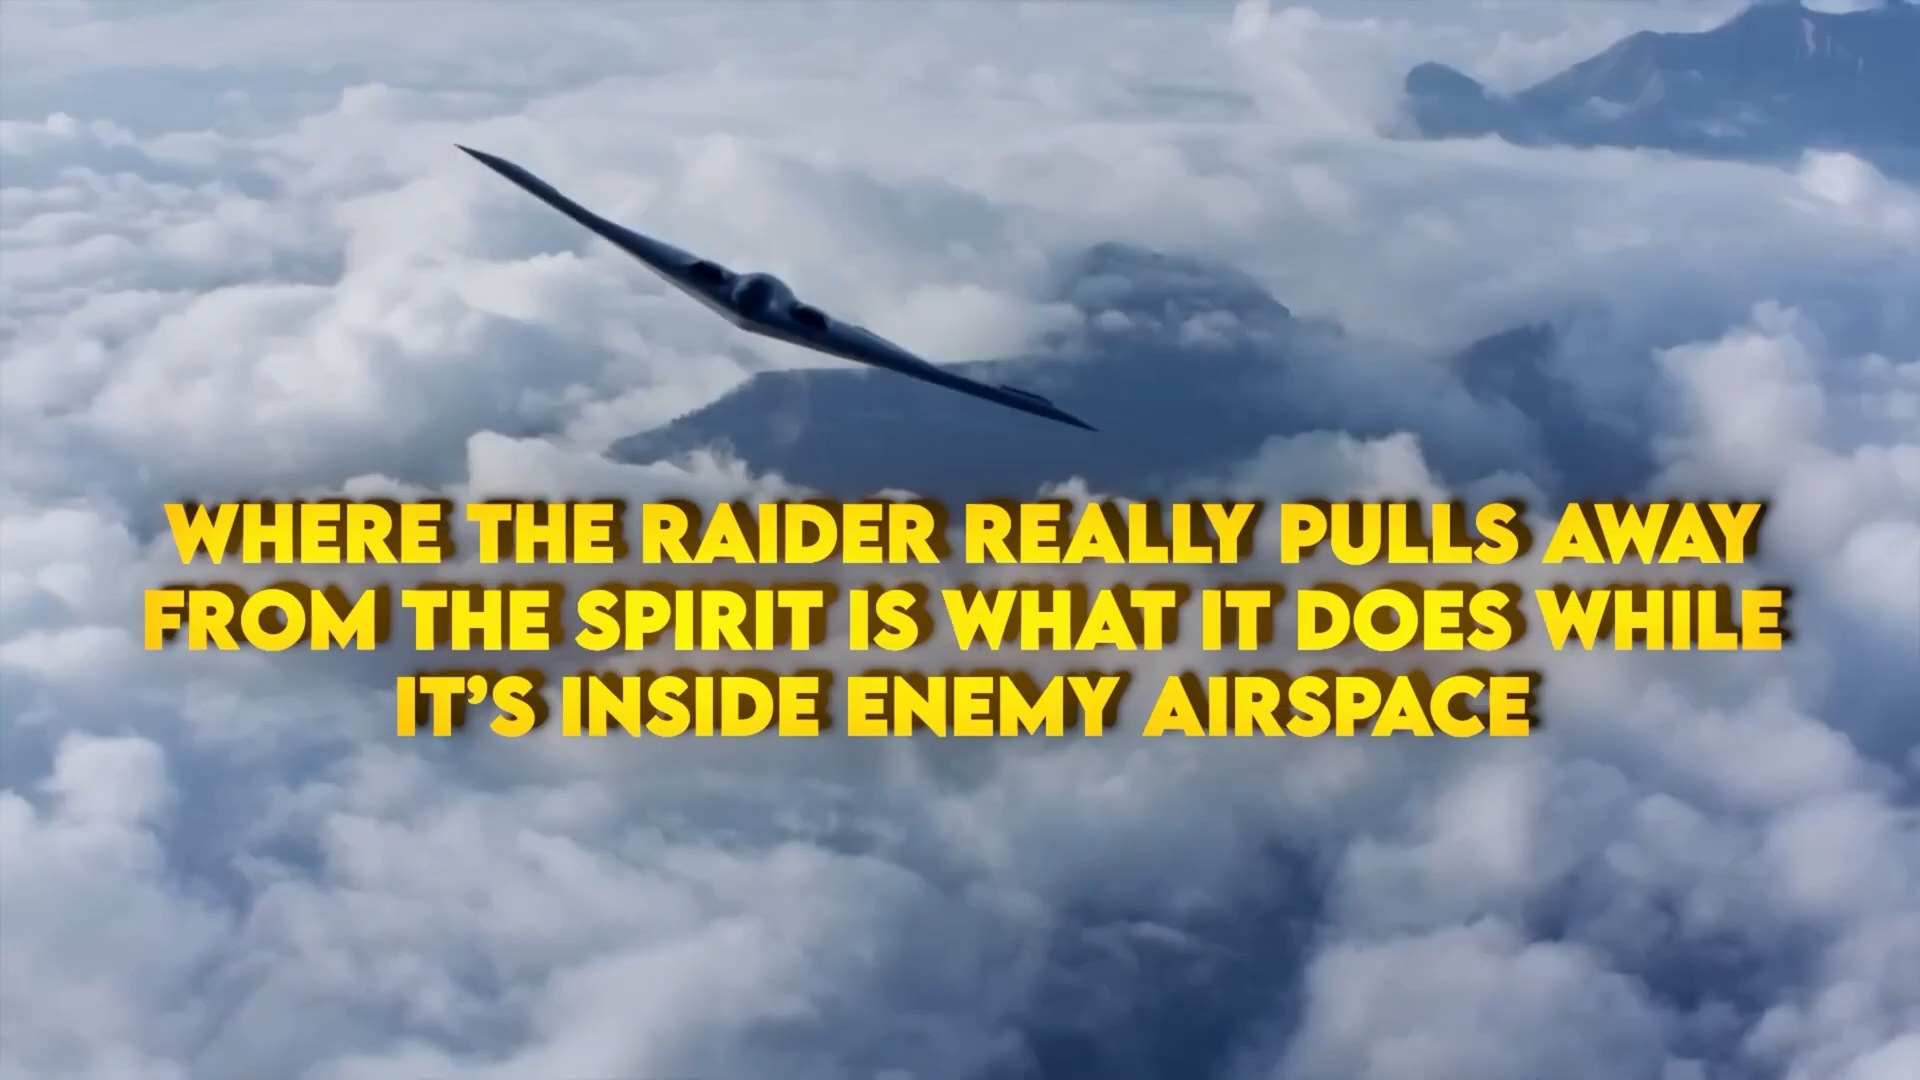 WHERE THE RAIDER REALLY PULLS AWAY
FROM THE SPIRIT IS WHAT IT DOES WHILE
IT’S INSIDE ENEMY AIRSPACE